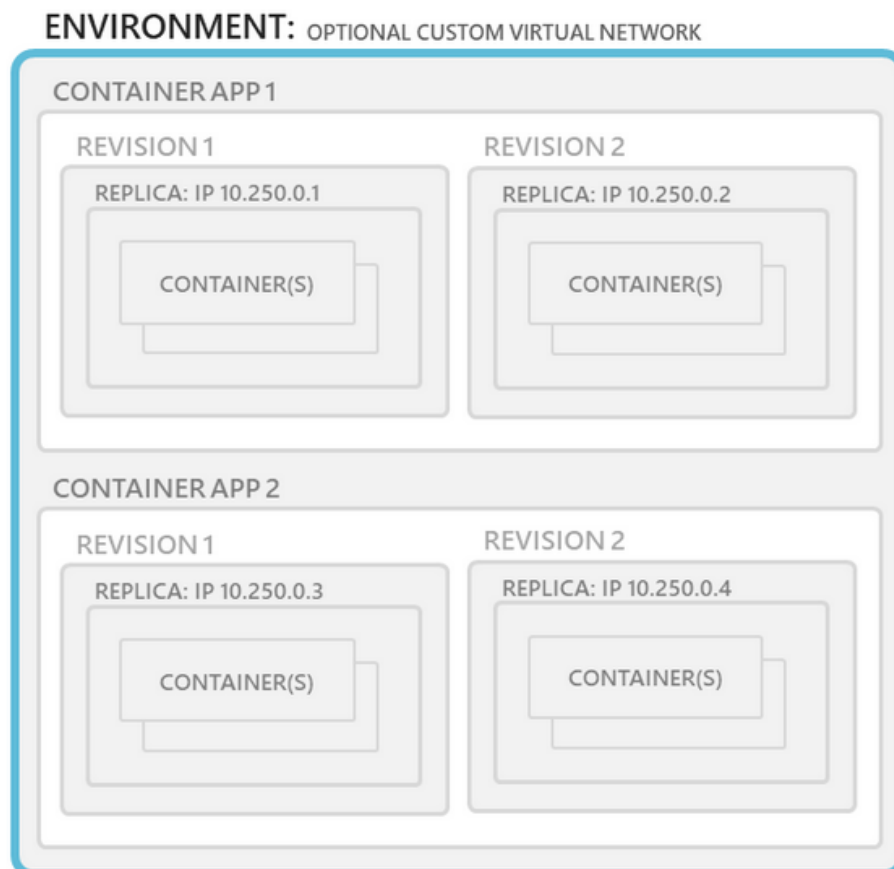 ENVIRONMENT: OPTIONAL CUSTOM VIRTUAL NETWORK
CONTAINER APP 1
REVISION 1
REPLICA: IP 10.250.0.1
CONTAINER(S)
REVISION 2
REPLICA: IP 10.250.0.2
CONTAINER(S)
CONTAINER APP 2
REVISION 1
REPLICA: IP 10.250.0.3
CONTAINER(S)
REVISION 2
REPLICA: IP 10.250.0.4
CONTAINER(S)